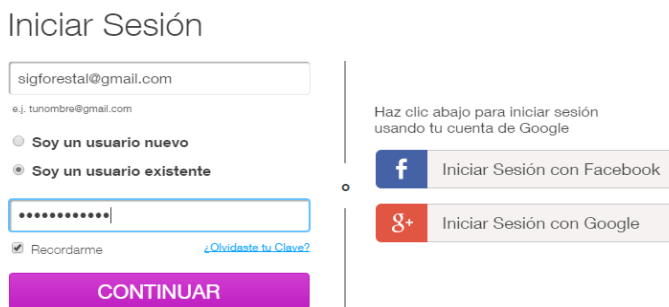 Iniciar Sesión
sigforestal@gmail.com
e.j. tunombre@gmail.com
Soy un usuario nuevo
Soy un usuario existente
••••••••••••
Recordarme
¿Olvidaste tu Clave?
CONTINUAR
o
Haz clic abajo para iniciar sesión
usando tu cuenta de Google
f
Iniciar Sesión con Facebook
g+
Iniciar Sesión con Google